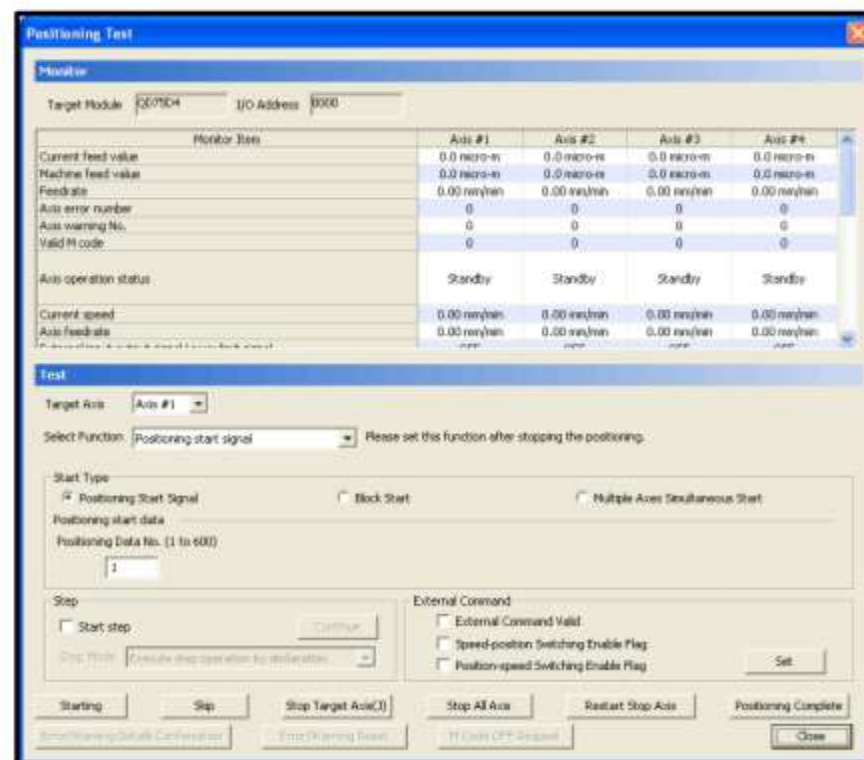 Positioning Test
Monitor
Target Module QD75D4 I/O Address 0000
Monitor Item Axis #1 Axis #2 Axis #3 Axis #4
Current feed value 0.0 micro-m 0.0 micro-m 0.0 micro-m 0.0 micro-m
Machine feed value 0.0 micro-m 0.0 micro-m 0.0 micro-m 0.0 micro-m
Feedrate 0.00 mm/min 0.00 mm/min 0.00 mm/min 0.00 mm/min
Axis error number 0 0 0 0
Axis warning No. 0 0 0 0
Valid M code 0 0 0 0
Axis operation status Standby Standby Standby Standby
Current speed 0.00 mm/min 0.00 mm/min 0.00 mm/min 0.00 mm/min
Axis feedrate 0.00 mm/min 0.00 mm/min 0.00 mm/min 0.00 mm/min
Test
Target Axis Axis #1
Select Function Positioning start signal Please set this function after stopping the positioning.
Start Type
Positioning Start Signal Block Start Multiple Axes Simultaneous Start
Positioning start data
Positioning Data No. (1 to 600)
1
Step External Command
Start step Continue External Command Valid
Speed-position Switching Enable Flag
Step Mode Execute step operation by declaration Position-speed Switching Enable Flag Set
Starting Skip Stop Target Axis(J) Stop All Axis Restart Stop Axis Positioning Complete
Error/Warning Details Confirmation Error/Warning Reset M Code OFF Request Close